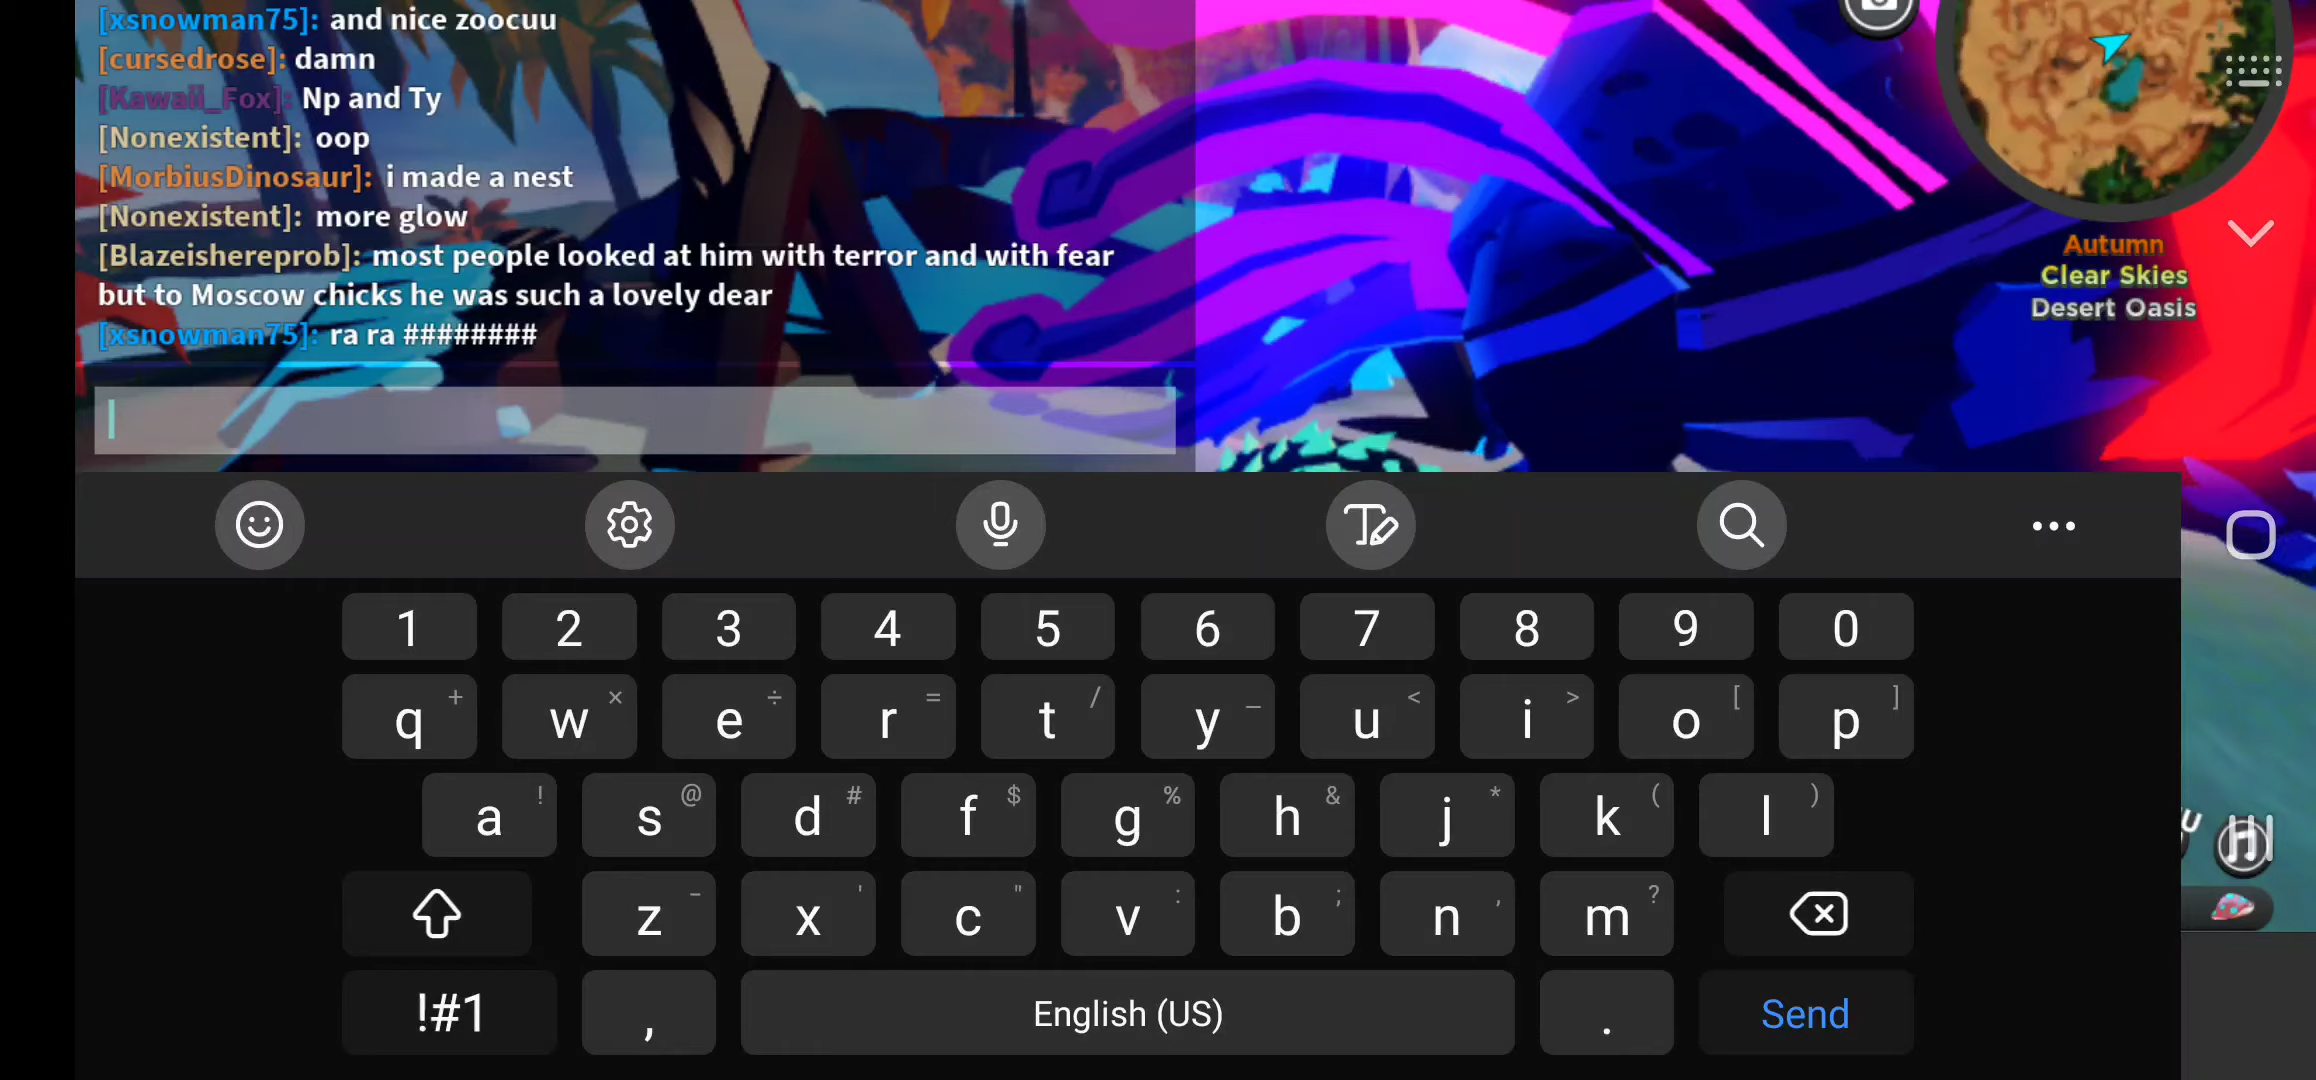 [xsnowman75]: and nice zoocuu
[cursedrose]: damn
[Kawaii_Fox]: Np and Ty
[Nonexistent]: oop
[MorbiusDinosaur]: i made a nest
[Nonexistent]: more glow
[Blazeishereprob]: most people looked at him with terror and with fear
but to Moscow chicks he was such a lovely dear
[xsnowman75]: ra ra ########
Autumn
Clear Skies
Desert Oasis
1 2 3 4 5 6 7 8 9 0
q + w × e ÷ r = t / y _ u < i > o [ p ]
a ! s @ d # f $ g % h & j * k ( l )
z - x ' c " v : b ; n , m ?
!#1 , English (US) . Send